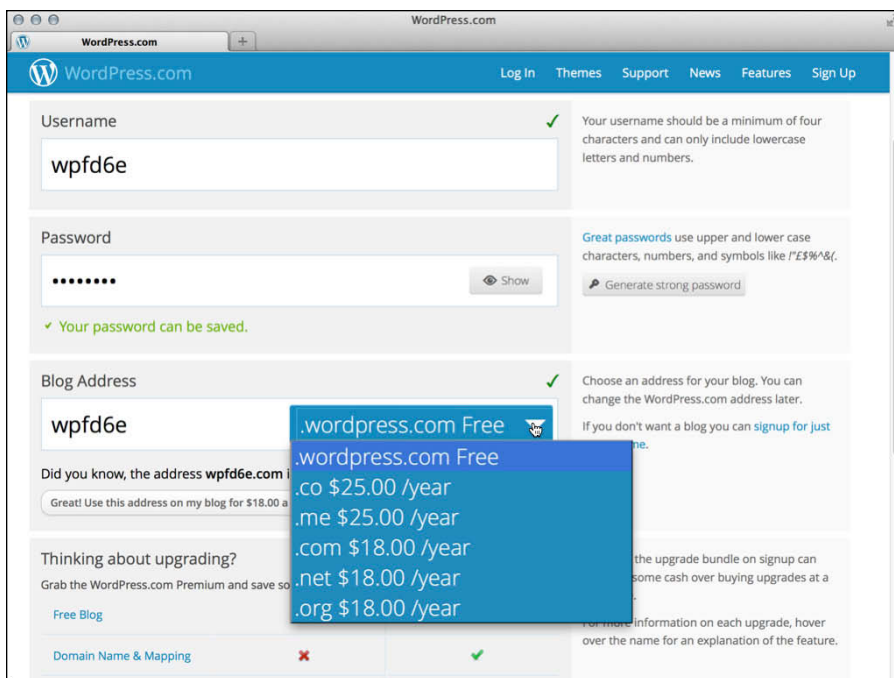 WordPress.com
WordPress.com
WordPress.com
Log In Themes Support News Features Sign Up
Username
wpfd6e
Your username should be a minimum of four
characters and can only include lowercase
letters and numbers.
Password
Show
Your password can be saved.
Great passwords use upper and lower case
characters, numbers, and symbols like !"£$%^&(.
Generate strong password
Blog Address
wpfd6e
.wordpress.com Free
.wordpress.com Free
.co $25.00 /year
.me $25.00 /year
.com $18.00 /year
.net $18.00 /year
.org $18.00 /year
Did you know, the address wpfd6e.com i
Great! Use this address on my blog for $18.00 a
Choose an address for your blog. You can
change the WordPress.com address later.
If you don't want a blog you can signup for just
me.
Thinking about upgrading?
Grab the WordPress.com Premium and save so
Free Blog
Domain Name & Mapping
the upgrade bundle on signup can
some cash over buying upgrades at a
For more information on each upgrade, hover
over the name for an explanation of the feature.